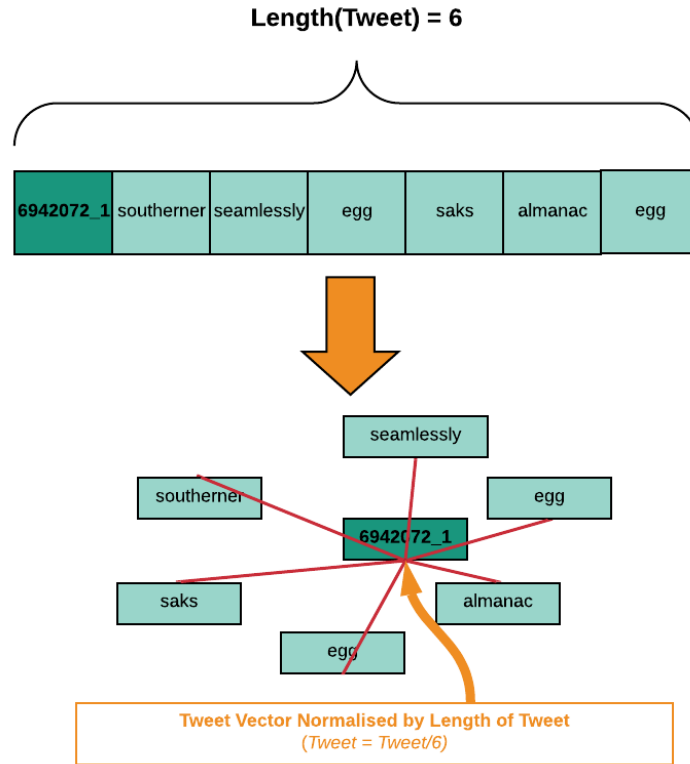 Length(Tweet) = 6
6942072_1 southerner seamlessly egg saks almanac egg
seamlessly
southerner
egg
6942072_1
saks
almanac
egg
Tweet Vector Normalised by Length of Tweet
(Tweet = Tweet/6)